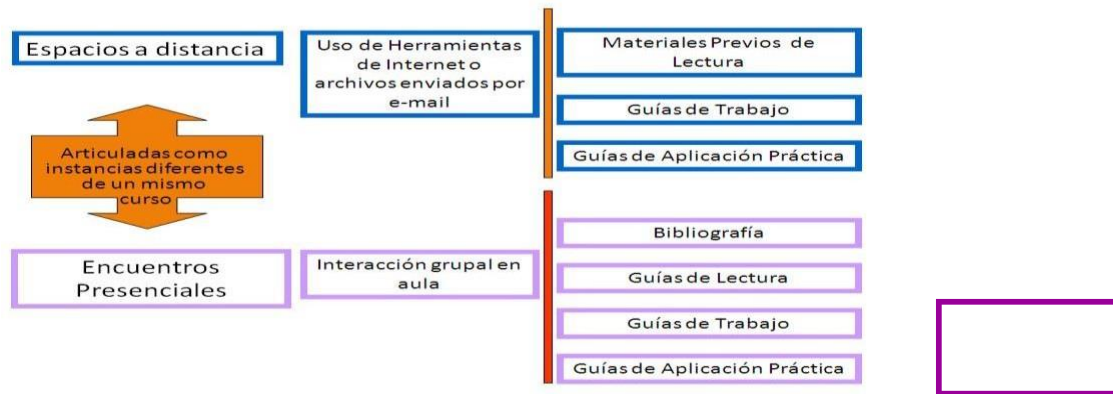 Espacios a distancia
Uso de Herramientas
de Internet o
archivos enviados por
e-mail
Materiales Previos de
Lectura
Guías de Trabajo
Guías de Aplicación Práctica
Articuladas como
instancias diferentes
de un mismo
curso
Encuentros
Presenciales
Interacción grupal en
aula
Bibliografía
Guías de Lectura
Guías de Trabajo
Guías de Aplicación Práctica